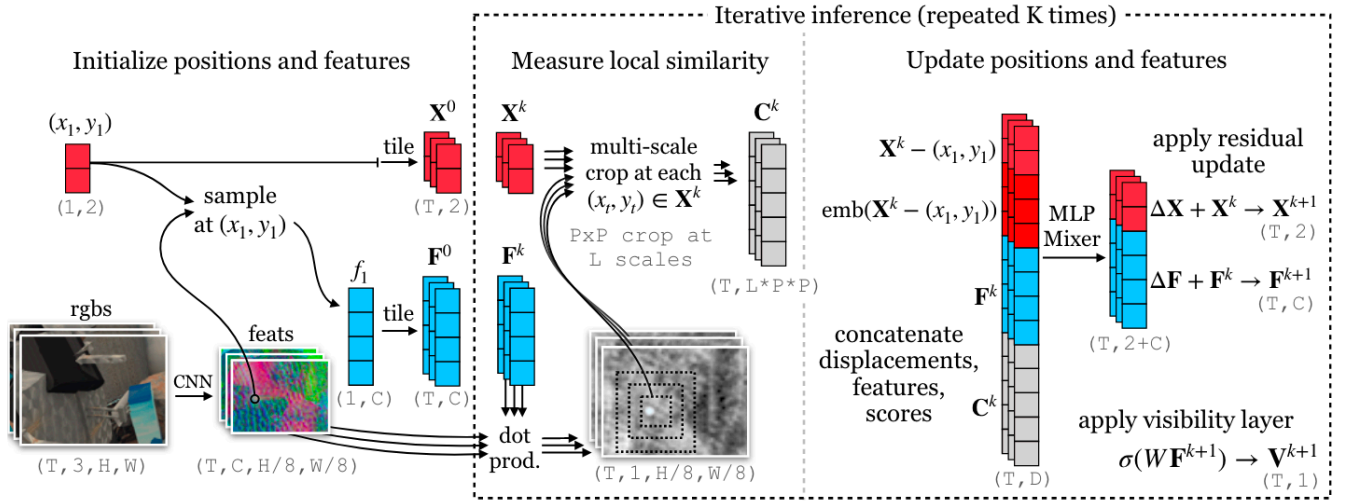 Iterative inference (repeated K times)
Initialize positions and features
Measure local similarity
Update positions and features
(x₁, y₁)
(1,2)
tile
X⁰
(T,2)
sample
at (x₁, y₁)
f₁
(1,C)
tile
F⁰
(T,C)
rgbs
(T,3,H,W)
CNN
feats
(T,C,H/8,W/8)
Xᵏ
multi-scale
crop at each
(xₜ, yₜ) ∈ Xᵏ
PxP crop at
L scales
Cᵏ
(T,L*P*P)
Fᵏ
dot
prod.
(T,1,H/8,W/8)
Xᵏ − (x₁, y₁)
emb(Xᵏ − (x₁, y₁))
Fᵏ
concatenate
displacements,
features,
scores
Cᵏ
(T,D)
MLP
Mixer
(T,2+C)
apply residual
update
ΔX + Xᵏ → Xᵏ⁺¹
(T,2)
ΔF + Fᵏ → Fᵏ⁺¹
(T,C)
apply visibility layer
σ(WFᵏ⁺¹) → Vᵏ⁺¹
(T,1)